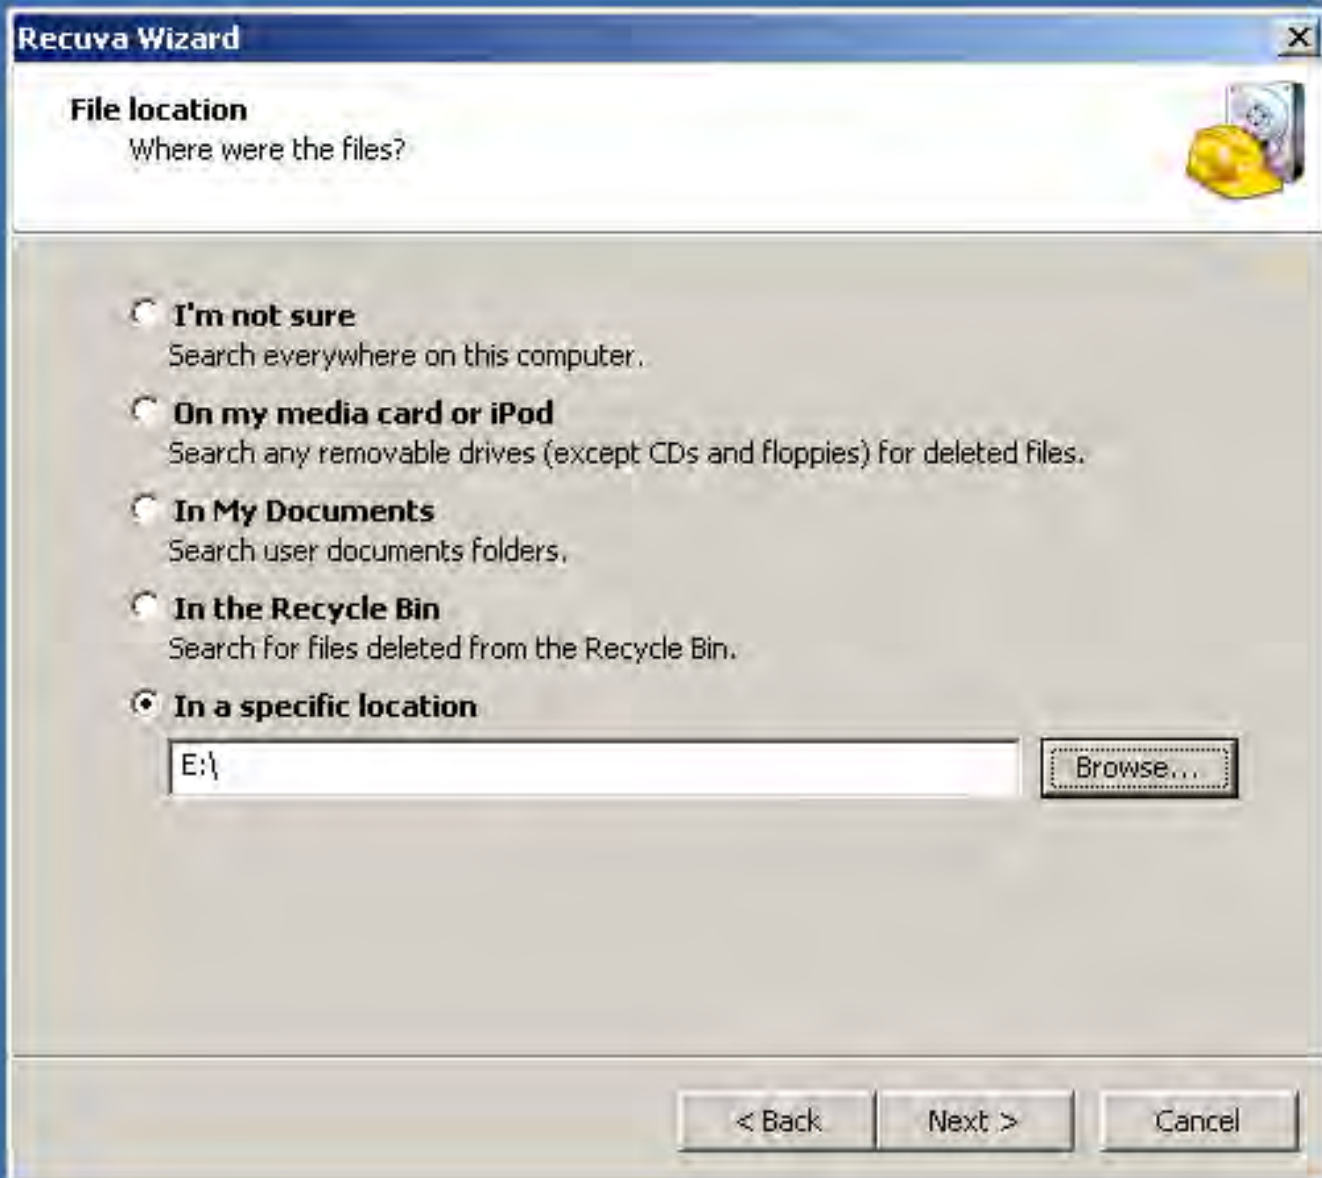 Recuva Wizard
File location
Where were the files?
I'm not sure
Search everywhere on this computer.
On my media card or iPod
Search any removable drives (except CDs and floppies) for deleted files.
In My Documents
Search user documents folders.
In the Recycle Bin
Search for files deleted from the Recycle Bin.
In a specific location
E:\
Browse...
< Back
Next >
Cancel